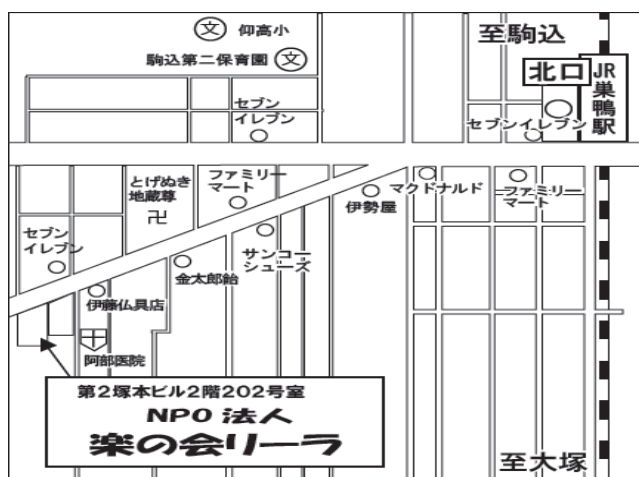 文
仰高小
至駒込
駒込第二保育園
文
北口
JR
巣鴨駅
セブン
イレブン
セブンイレブン
とげぬき
地蔵尊
卍
ファミリー
マート
マクドナルド
ファミリー
マート
伊勢屋
セブン
イレブン
サンコー
シューズ
金太郎飴
伊藤仏具店
阿部医院
第2塚本ビル2階202号室
NPO 法人
楽の会リーラ
至大塚